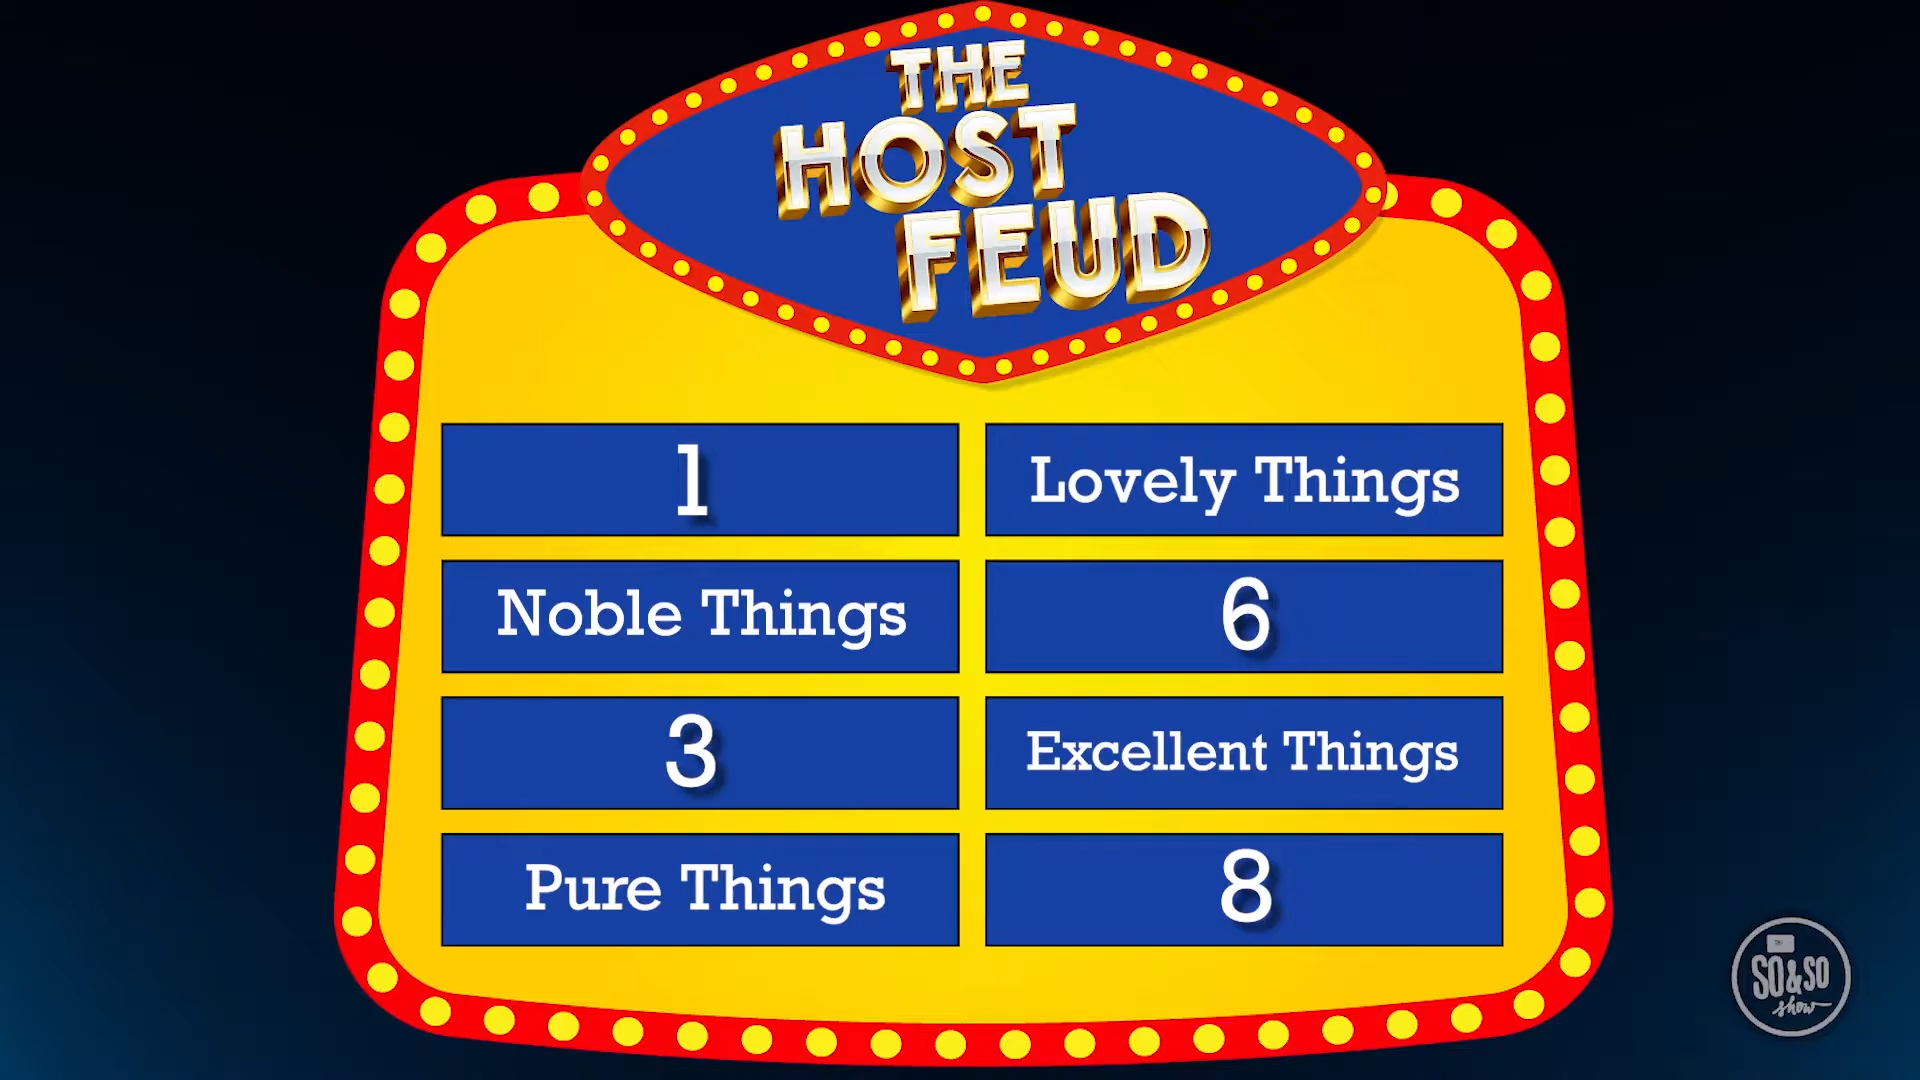 THE
HOST
FEUD
1
Lovely Things
Noble Things
6
3
Excellent Things
Pure Things
8
SO&SO
show